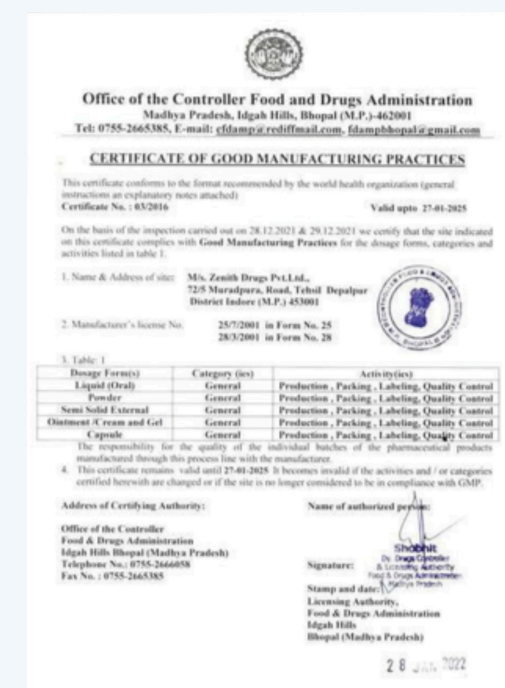 Office of the Controller Food and Drugs Administration
Madhya Pradesh, Idgah Hills, Bhopal (M.P.)-462001
Tel: 0755-2665385, E-mail: cfdamp@rediffmail.com, fdampbhopal@gmail.com
CERTIFICATE OF GOOD MANUFACTURING PRACTICES
This certificate conforms to the format recommended by the world health organization (general
instructions an explanatory notes attached)
Certificate No. : 03/2016 Valid upto 27-01-2025
On the basis of the inspection carried out on 28.12.2021 & 29.12.2021 we certify that the site indicated
on this certificate complies with Good Manufacturing Practices for the dosage forms, categories and
activities listed in table 1.
1. Name & Address of site: M/s. Zenith Drugs Pvt.Ltd.,
72/5 Muradpura, Road, Tehsil Depalpur
District Indore (M.P.) 453001
2. Manufacturer's license No. 25/7/2001 in Form No. 25
28/3/2001 in Form No. 28
3. Table: 1
Dosage Form(s) Category (ies) Activity(ies)
Liquid (Oral) General Production , Packing , Labeling, Quality Control
Powder General Production , Packing , Labeling, Quality Control
Semi Solid External General Production , Packing , Labeling, Quality Control
Ointment /Cream and Gel General Production , Packing , Labeling, Quality Control
Capsule General Production , Packing , Labeling, Quality Control
The responsibility for the quality of the individual batches of the pharmaceutical products
manufactured through this process line with the manufacturer.
4. This certificate remains valid until 27-01-2025 It becomes invalid if the activities and / or categories
certified herewith are changed or if the site is no longer considered to be in compliance with GMP.
Address of Certifying Authority: Name of authorized person:
Office of the Controller
Food & Drugs Administration
Idgah Hills Bhopal (Madhya Pradesh)
Telephone No.: 0755-2666058
Fax No. : 0755-2665385
Shobhit
Dy. Drugs Controller
Signature: & Licensing Authority
Food & Drugs Administration
Madhya Pradesh
Stamp and date:
Licensing Authority,
Food & Drugs Administration
Idgah Hills
Bhopal (Madhya Pradesh)
28 JAN 2022